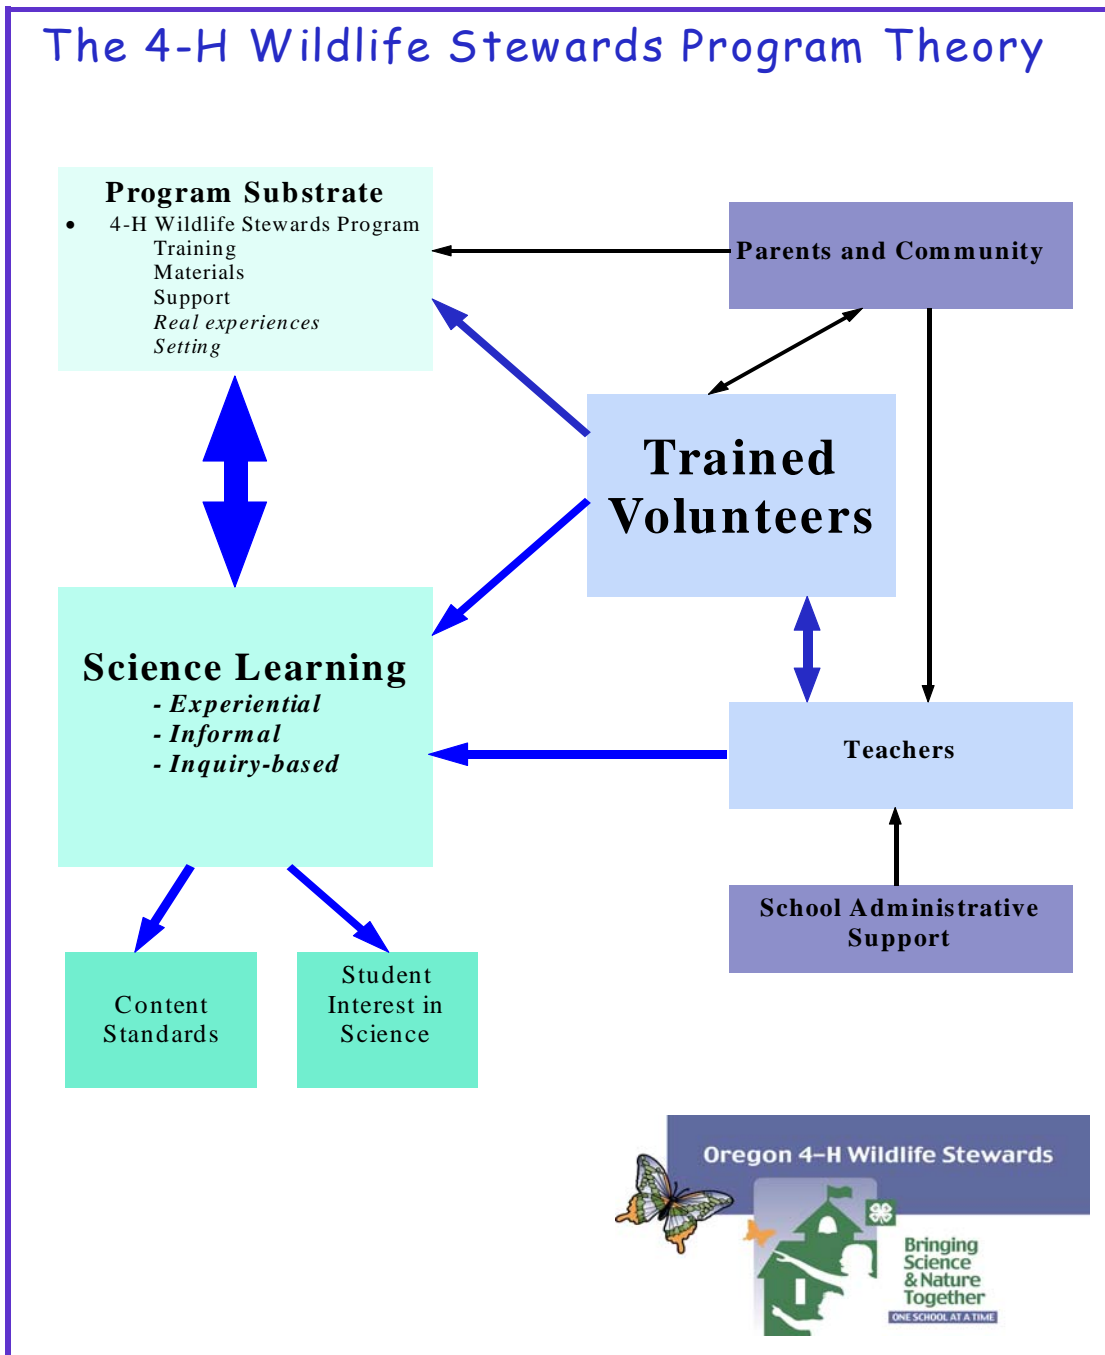 The 4-H Wildlife Stewards Program Theory
Program Substrate
• 4-H Wildlife Stewards Program
Training
Materials
Support
Real experiences
Setting
Parents and Community
Trained
Volunteers
Science Learning
- Experiential
- Informal
- Inquiry-based
Teachers
School Administrative
Support
Content
Standards
Student
Interest in
Science
Oregon 4–H Wildlife Stewards
Bringing
Science
& Nature
Together
ONE SCHOOL AT A TIME